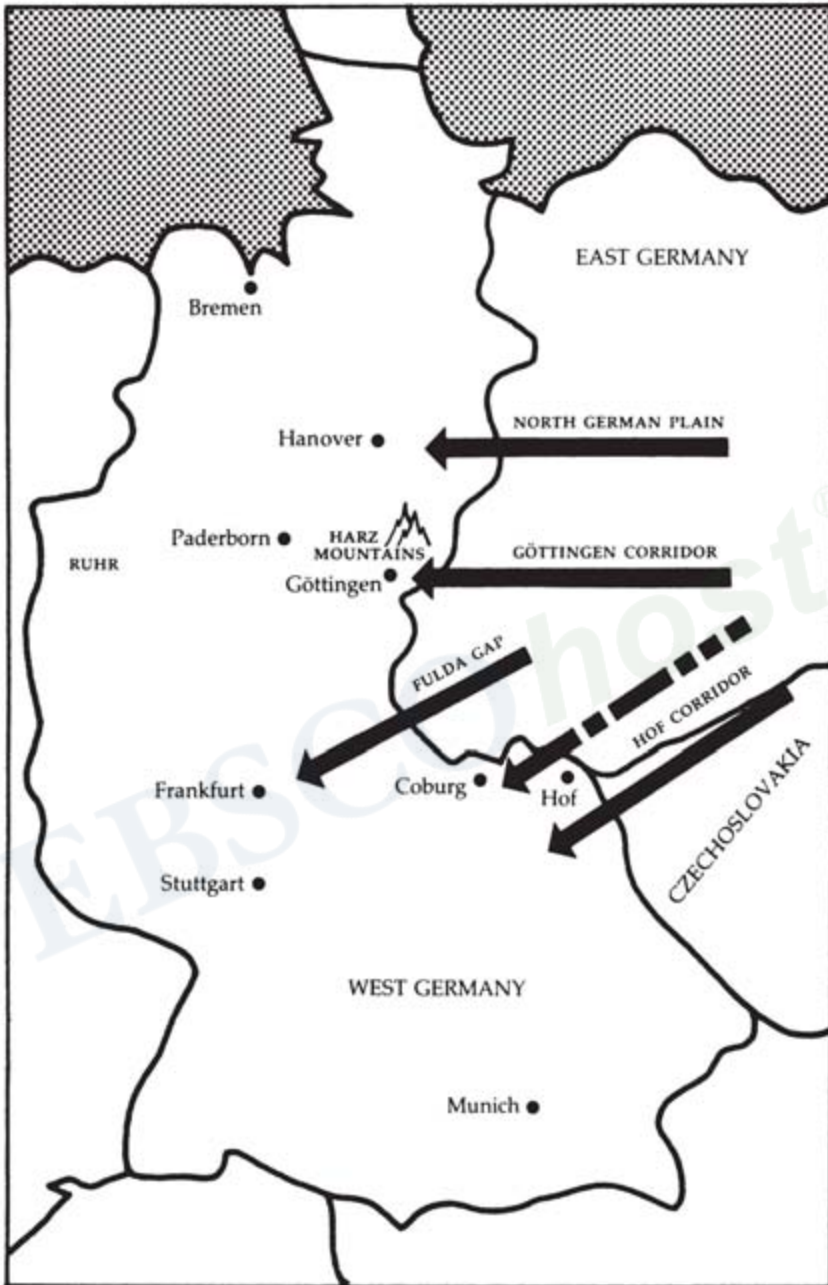 EAST GERMANY
Bremen
NORTH GERMAN PLAIN
Hanover
Paderborn
HARZ
MOUNTAINS
GÖTTINGEN CORRIDOR
RUHR
Göttingen
FULDA GAP
HOF CORRIDOR
Frankfurt
Coburg
Hof
CZECHOSLOVAKIA
Stuttgart
WEST GERMANY
Munich
EBSCOhost®